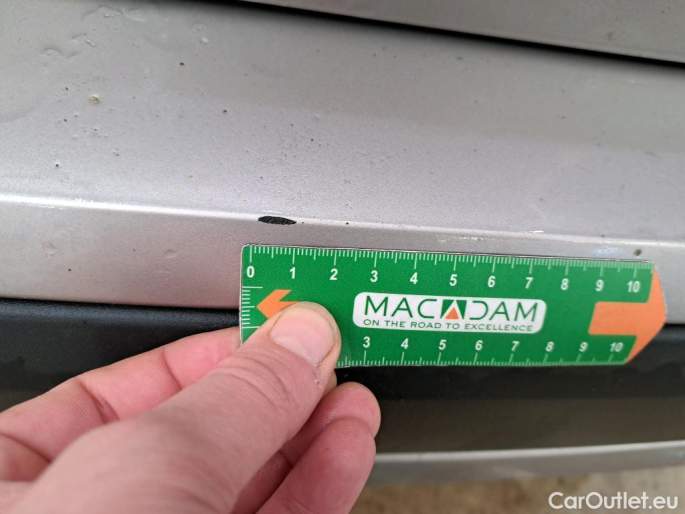 0 1 2 3 4 5 6 7 8 9 10
MACADAM
ON THE ROAD TO EXCELLENCE
3 4 5 6 7 8 9 10
CarOutlet.eu